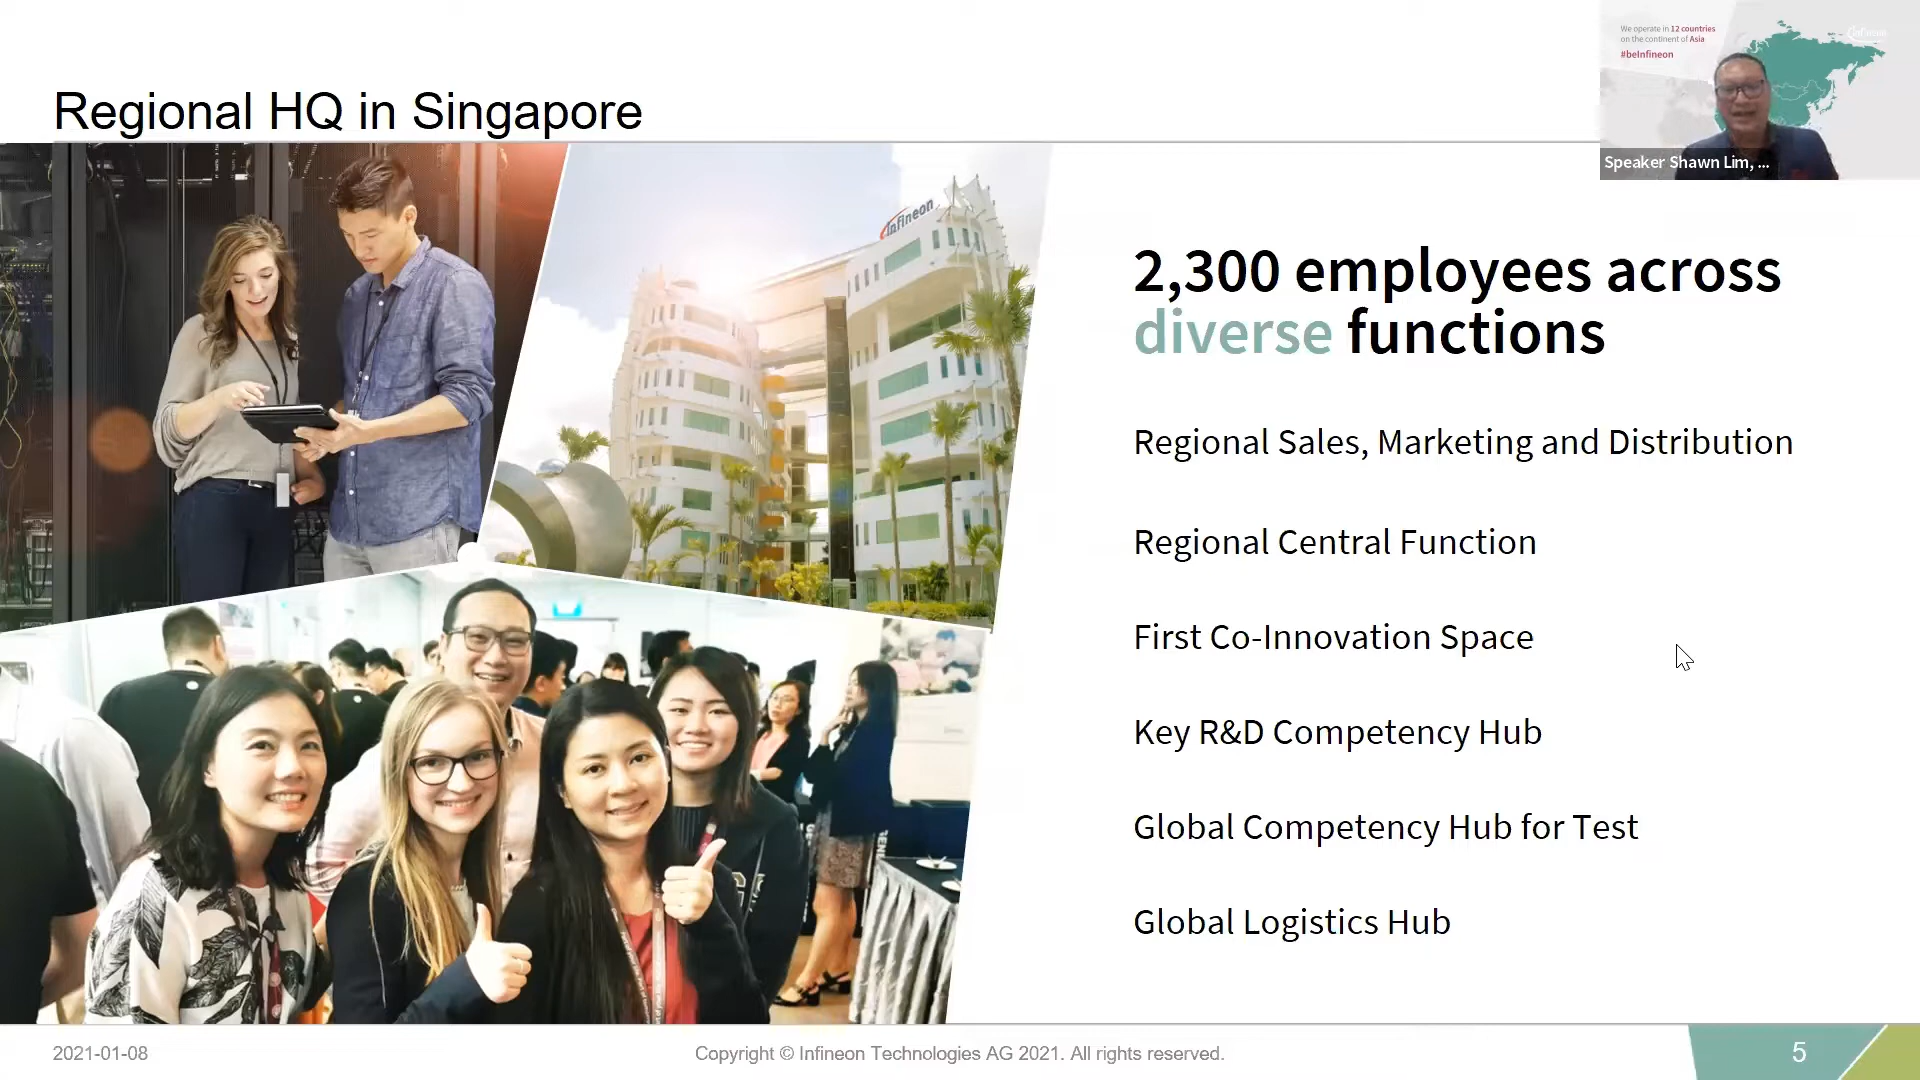 We operate in 12 countries
on the continent of Asia
#beInfineon
Infineon
Speaker Shawn Lim, ...
Regional HQ in Singapore
Infineon
2,300 employees across
diverse functions
Regional Sales, Marketing and Distribution
Regional Central Function
First Co-Innovation Space
Key R&D Competency Hub
Global Competency Hub for Test
Global Logistics Hub
2021-01-08
Copyright © Infineon Technologies AG 2021. All rights reserved.
5